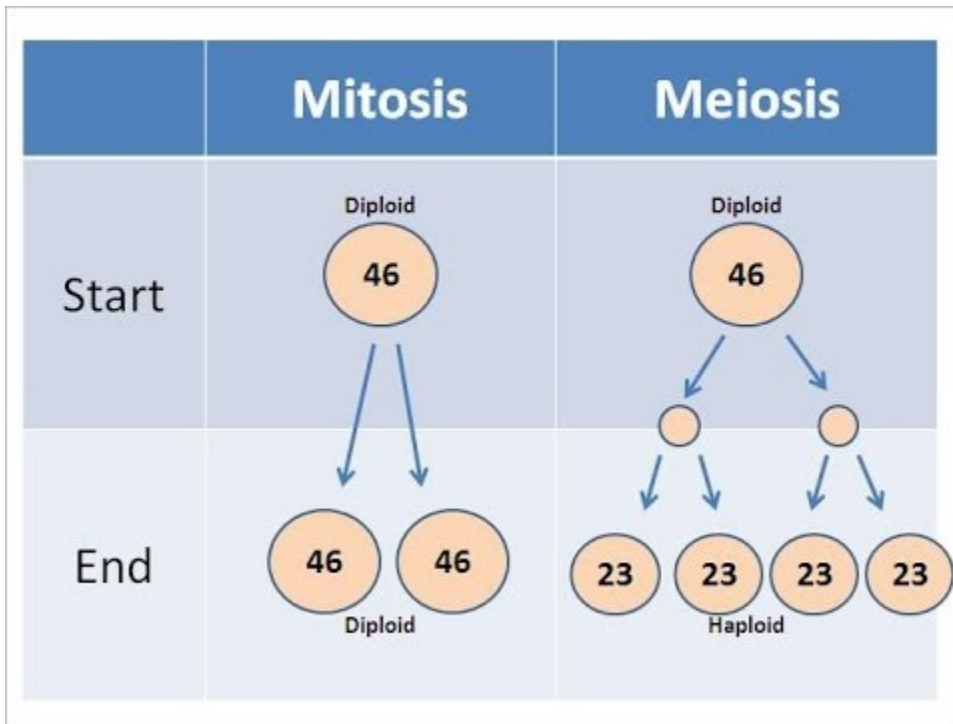 Mitosis Meiosis
Start
Diploid Diploid
46 46
End
46 46 23 23 23 23
Diploid Haploid